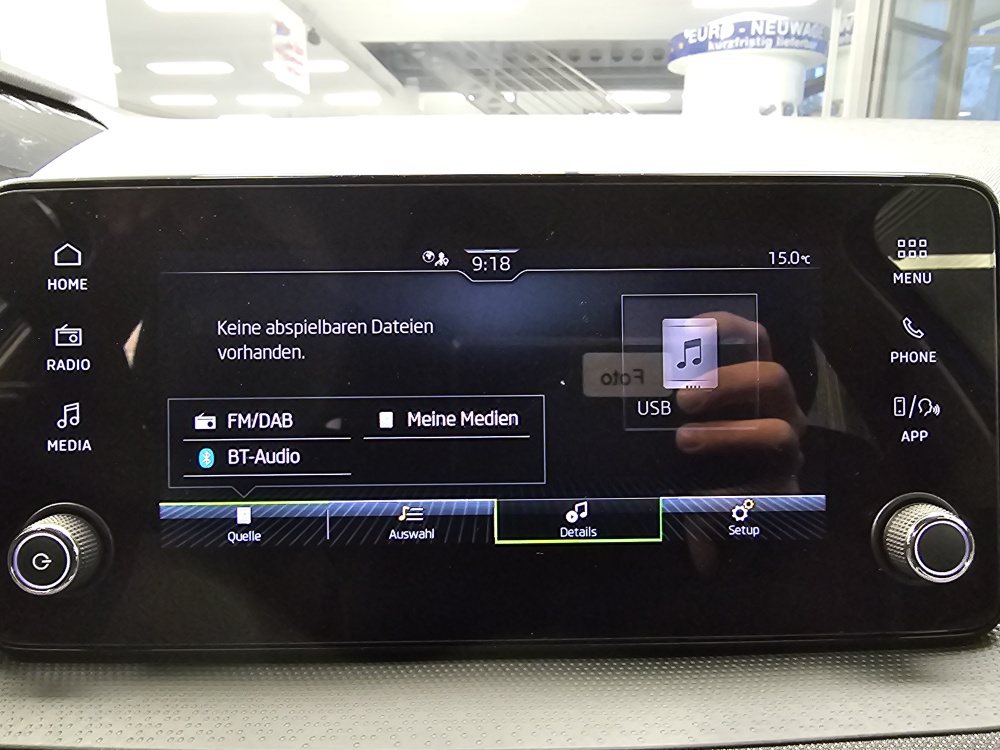 EURO - NEUWAGE
kurzfristig lieferbar
HOME
RADIO
MEDIA
9:18
15.0°C
Keine abspielbaren Dateien
vorhanden.
Foto
USB
FM/DAB
Meine Medien
BT-Audio
Quelle
Auswahl
Details
Setup
MENU
PHONE
APP